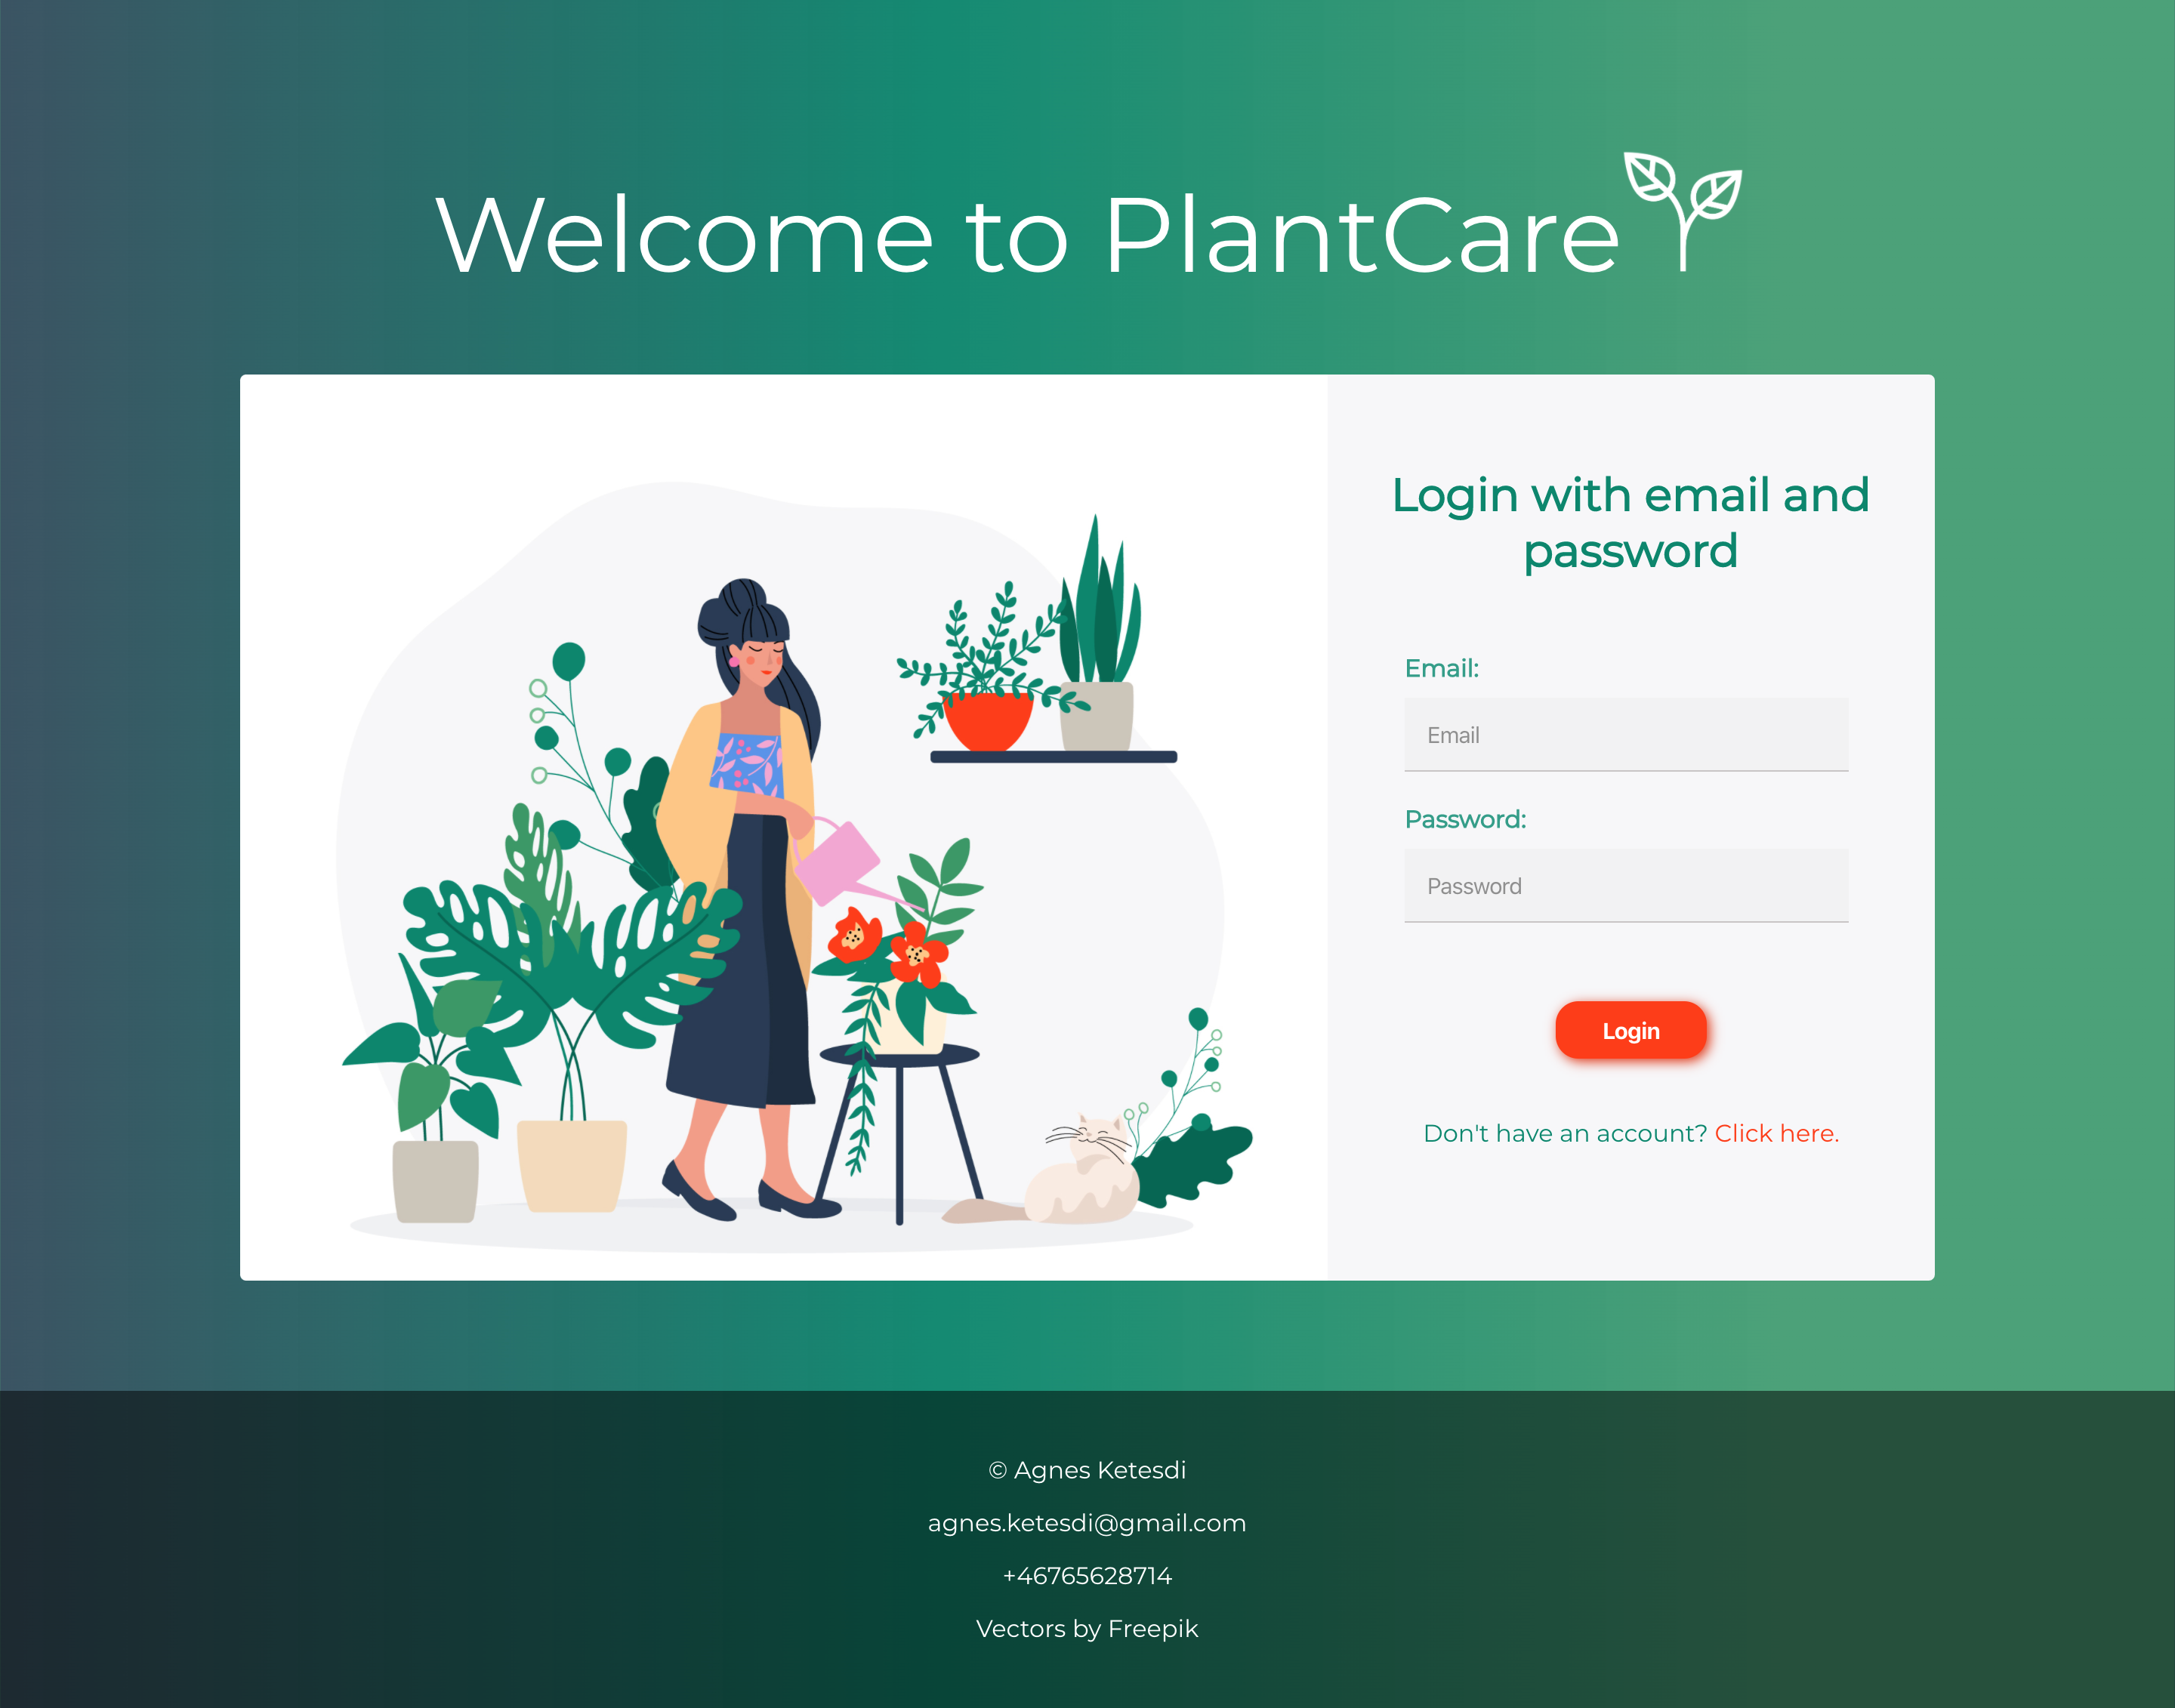 Welcome to PlantCare
Login with email and
password
Email:
Email
Password:
Password
Login
Don't have an account? Click here.
© Agnes Ketesdi
agnes.ketesdi@gmail.com
+46765628714
Vectors by Freepik